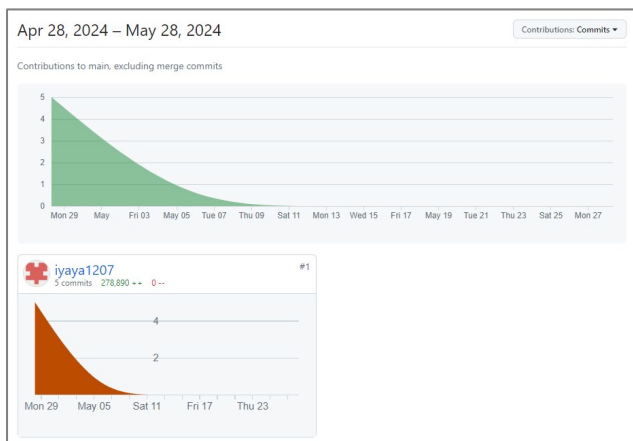 Apr 28, 2024 – May 28, 2024
Contributions: Commits
Contributions to main, excluding merge commits
5
4
3
2
1
0
Mon 29 May Fri 03 May 05 Tue 07 Thu 09 Sat 11 Mon 13 Wed 15 Fri 17 May 19 Tue 21 Thu 23 Sat 25 Mon 27
iyaya1207
#1
5 commits 278,890 ++ 0 --
4
2
Mon 29 May 05 Sat 11 Fri 17 Thu 23